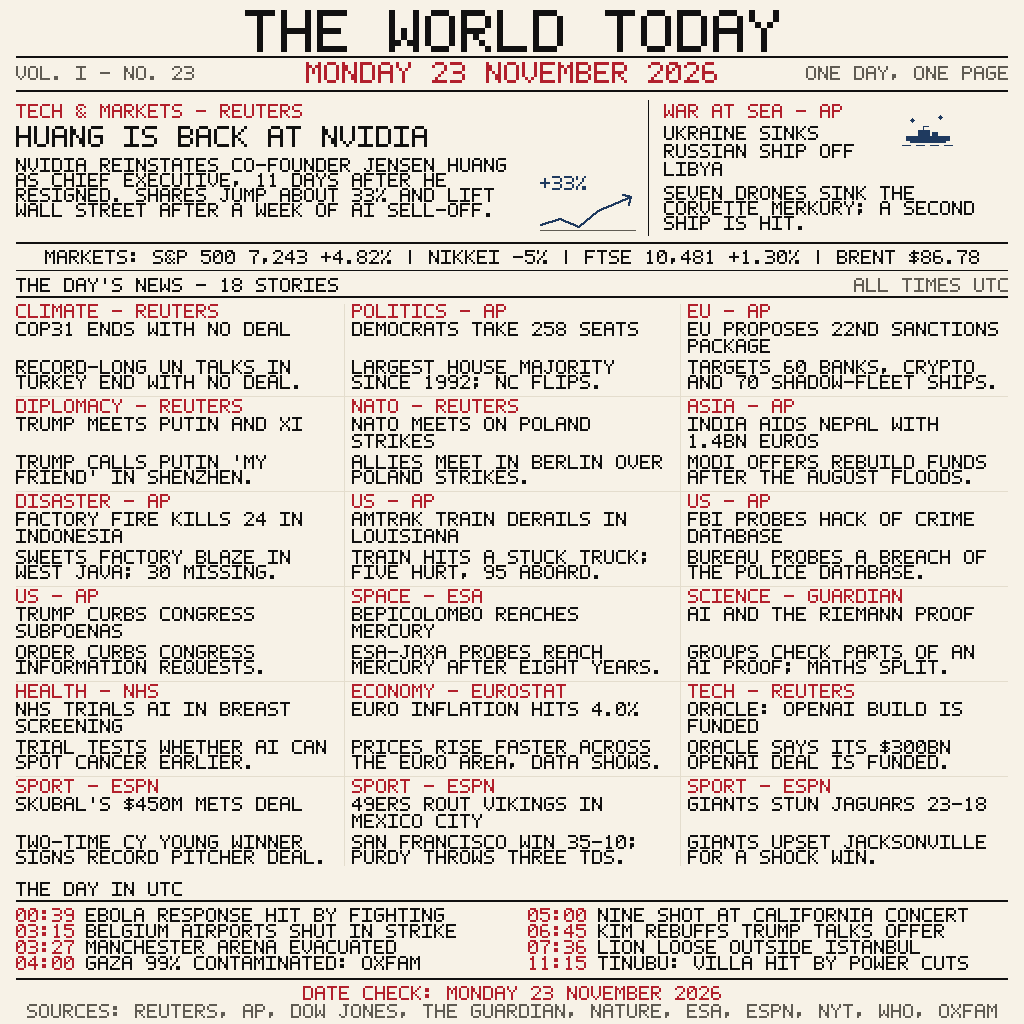 THE WORLD TODAY
VOL. I - NO. 23
MONDAY 23 NOVEMBER 2026
ONE DAY, ONE PAGE
TECH & MARKETS - REUTERS
HUANG IS BACK AT NVIDIA
NVIDIA REINSTATES CO-FOUNDER JENSEN HUANG
AS CHIEF EXECUTIVE, 11 DAYS AFTER HE
RESIGNED. SHARES JUMP ABOUT 33% AND LIFT
WALL STREET AFTER A WEEK OF AI SELL-OFF.
+33%
WAR AT SEA - AP
UKRAINE SINKS
RUSSIAN SHIP OFF
LIBYA
SEVEN DRONES SINK THE
CORVETTE MERKURY; A SECOND
SHIP IS HIT.
MARKETS: S&P 500 7,243 +4.82% | NIKKEI -5% | FTSE 10,481 +1.30% | BRENT $86.78
THE DAY'S NEWS - 18 STORIES
ALL TIMES UTC
CLIMATE - REUTERS
COP31 ENDS WITH NO DEAL
RECORD-LONG UN TALKS IN
TURKEY END WITH NO DEAL.
POLITICS - AP
DEMOCRATS TAKE 258 SEATS
LARGEST HOUSE MAJORITY
SINCE 1992; NC FLIPS.
EU - AP
EU PROPOSES 22ND SANCTIONS
PACKAGE
TARGETS 60 BANKS, CRYPTO
AND 70 SHADOW-FLEET SHIPS.
DIPLOMACY - REUTERS
TRUMP MEETS PUTIN AND XI
TRUMP CALLS PUTIN 'MY
FRIEND' IN SHENZHEN.
NATO - REUTERS
NATO MEETS ON POLAND
STRIKES
ALLIES MEET IN BERLIN OVER
POLAND STRIKES.
ASIA - AP
INDIA AIDS NEPAL WITH
1.4BN EUROS
MODI OFFERS REBUILD FUNDS
AFTER THE AUGUST FLOODS.
DISASTER - AP
FACTORY FIRE KILLS 24 IN
INDONESIA
SWEETS FACTORY BLAZE IN
WEST JAVA; 30 MISSING.
US - AP
AMTRAK TRAIN DERAILS IN
LOUISIANA
TRAIN HITS A STUCK TRUCK;
FIVE HURT, 95 ABOARD.
US - AP
FBI PROBES HACK OF CRIME
DATABASE
BUREAU PROBES A BREACH OF
THE POLICE DATABASE.
US - AP
TRUMP CURBS CONGRESS
SUBPOENAS
ORDER CURBS CONGRESS
INFORMATION REQUESTS.
SPACE - ESA
BEPICOLOMBO REACHES
MERCURY
ESA-JAXA PROBES REACH
MERCURY AFTER EIGHT YEARS.
SCIENCE - GUARDIAN
AI AND THE RIEMANN PROOF
GROUPS CHECK PARTS OF AN
AI PROOF; MATHS SPLIT.
HEALTH - NHS
NHS TRIALS AI IN BREAST
SCREENING
TRIAL TESTS WHETHER AI CAN
SPOT CANCER EARLIER.
ECONOMY - EUROSTAT
EURO INFLATION HITS 4.0%
PRICES RISE FASTER ACROSS
THE EURO AREA, DATA SHOWS.
TECH - REUTERS
ORACLE: OPENAI BUILD IS
FUNDED
ORACLE SAYS ITS $300BN
OPENAI DEAL IS FUNDED.
SPORT - ESPN
SKUBAL'S $450M METS DEAL
TWO-TIME CY YOUNG WINNER
SIGNS RECORD PITCHER DEAL.
SPORT - ESPN
49ERS ROUT VIKINGS IN
MEXICO CITY
SAN FRANCISCO WIN 35-10;
PURDY THROWS THREE TDS.
SPORT - ESPN
GIANTS STUN JAGUARS 23-18
GIANTS UPSET JACKSONVILLE
FOR A SHOCK WIN.
THE DAY IN UTC
00:39 EBOLA RESPONSE HIT BY FIGHTING
03:15 BELGIUM AIRPORTS SHUT IN STRIKE
03:27 MANCHESTER ARENA EVACUATED
04:00 GAZA 99% CONTAMINATED: OXFAM
05:00 NINE SHOT AT CALIFORNIA CONCERT
06:45 KIM REBUFFS TRUMP TALKS OFFER
07:36 LION LOOSE OUTSIDE ISTANBUL
11:15 TINUBU: VILLA HIT BY POWER CUTS
DATE CHECK: MONDAY 23 NOVEMBER 2026
SOURCES: REUTERS, AP, DOW JONES, THE GUARDIAN, NATURE, ESA, ESPN, NYT, WHO, OXFAM